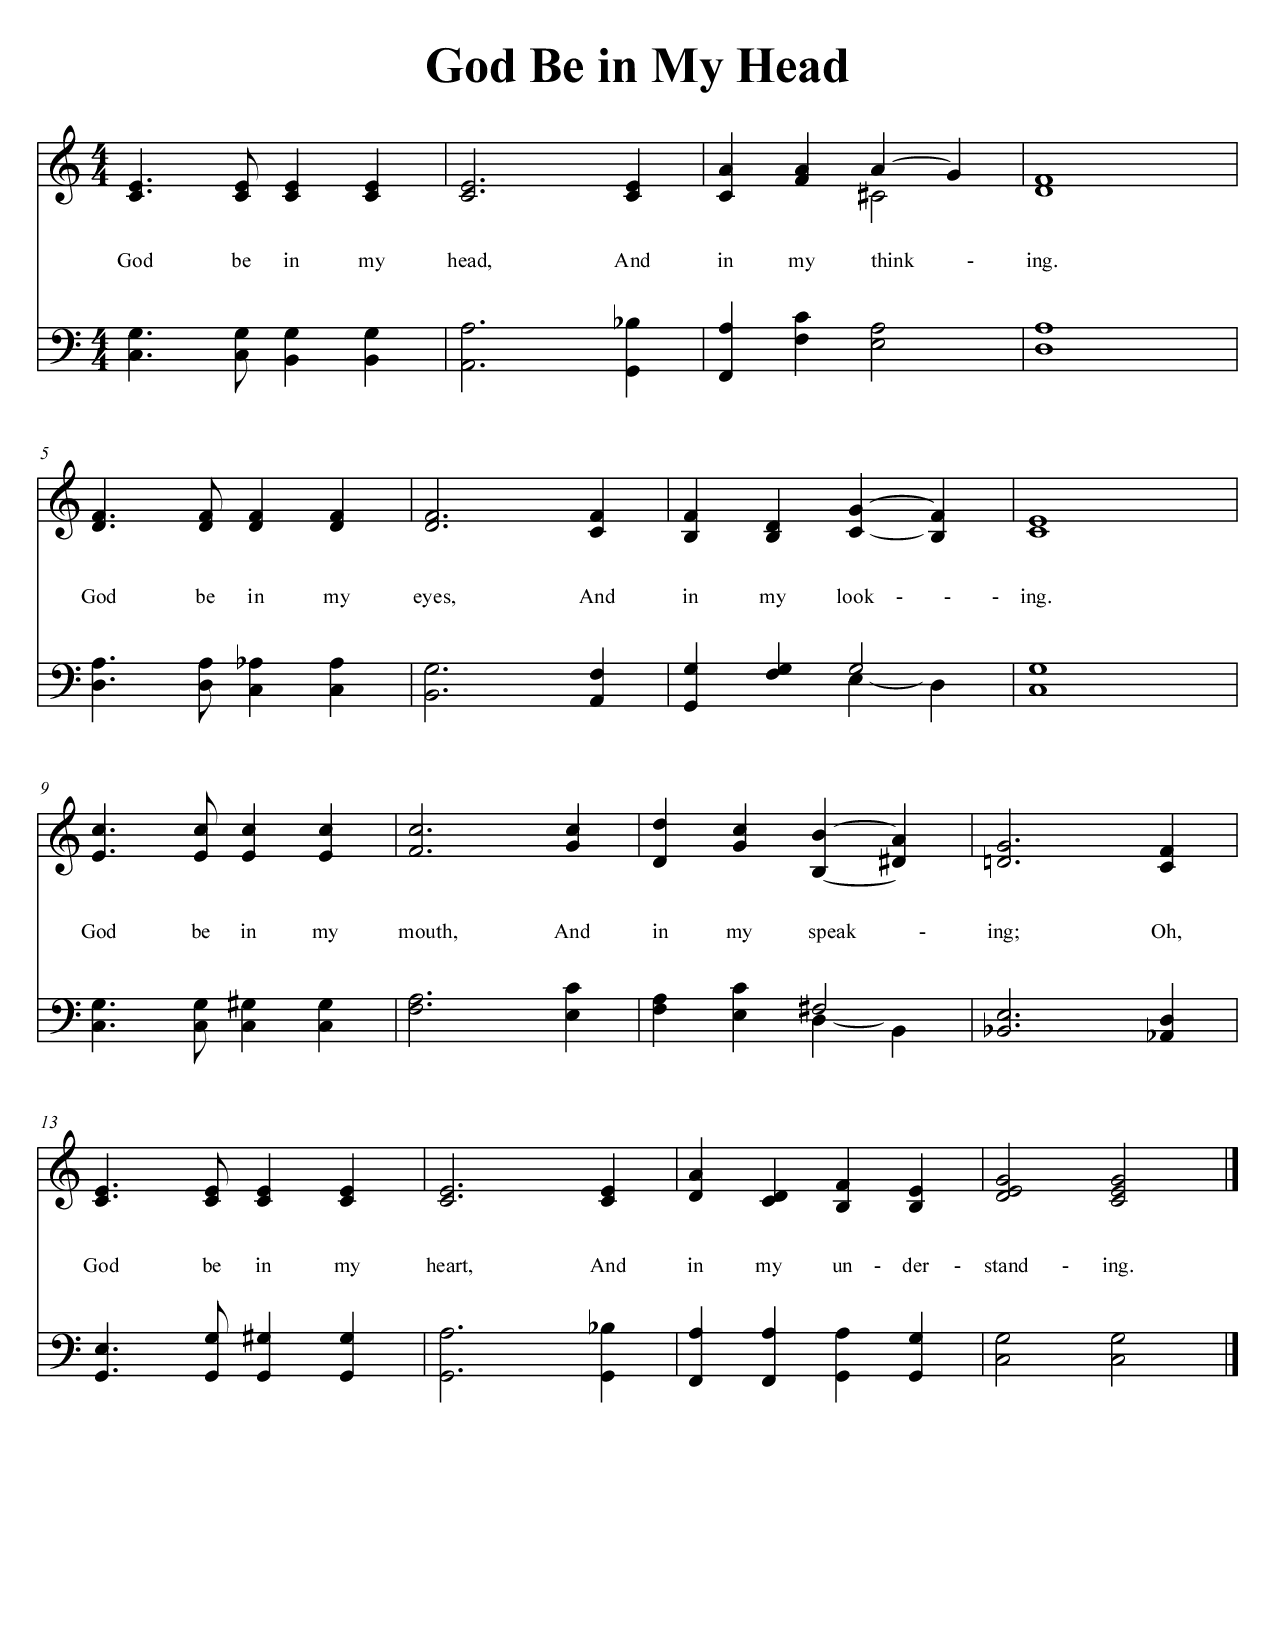 God Be in My Head
4 4
God be in my head, And in my think - ing.
4 4
5
God be in my eyes, And in my look - - - ing.
9
God be in my mouth, And in my speak - ing; Oh,
13
God be in my heart, And in my un - der - stand - ing.